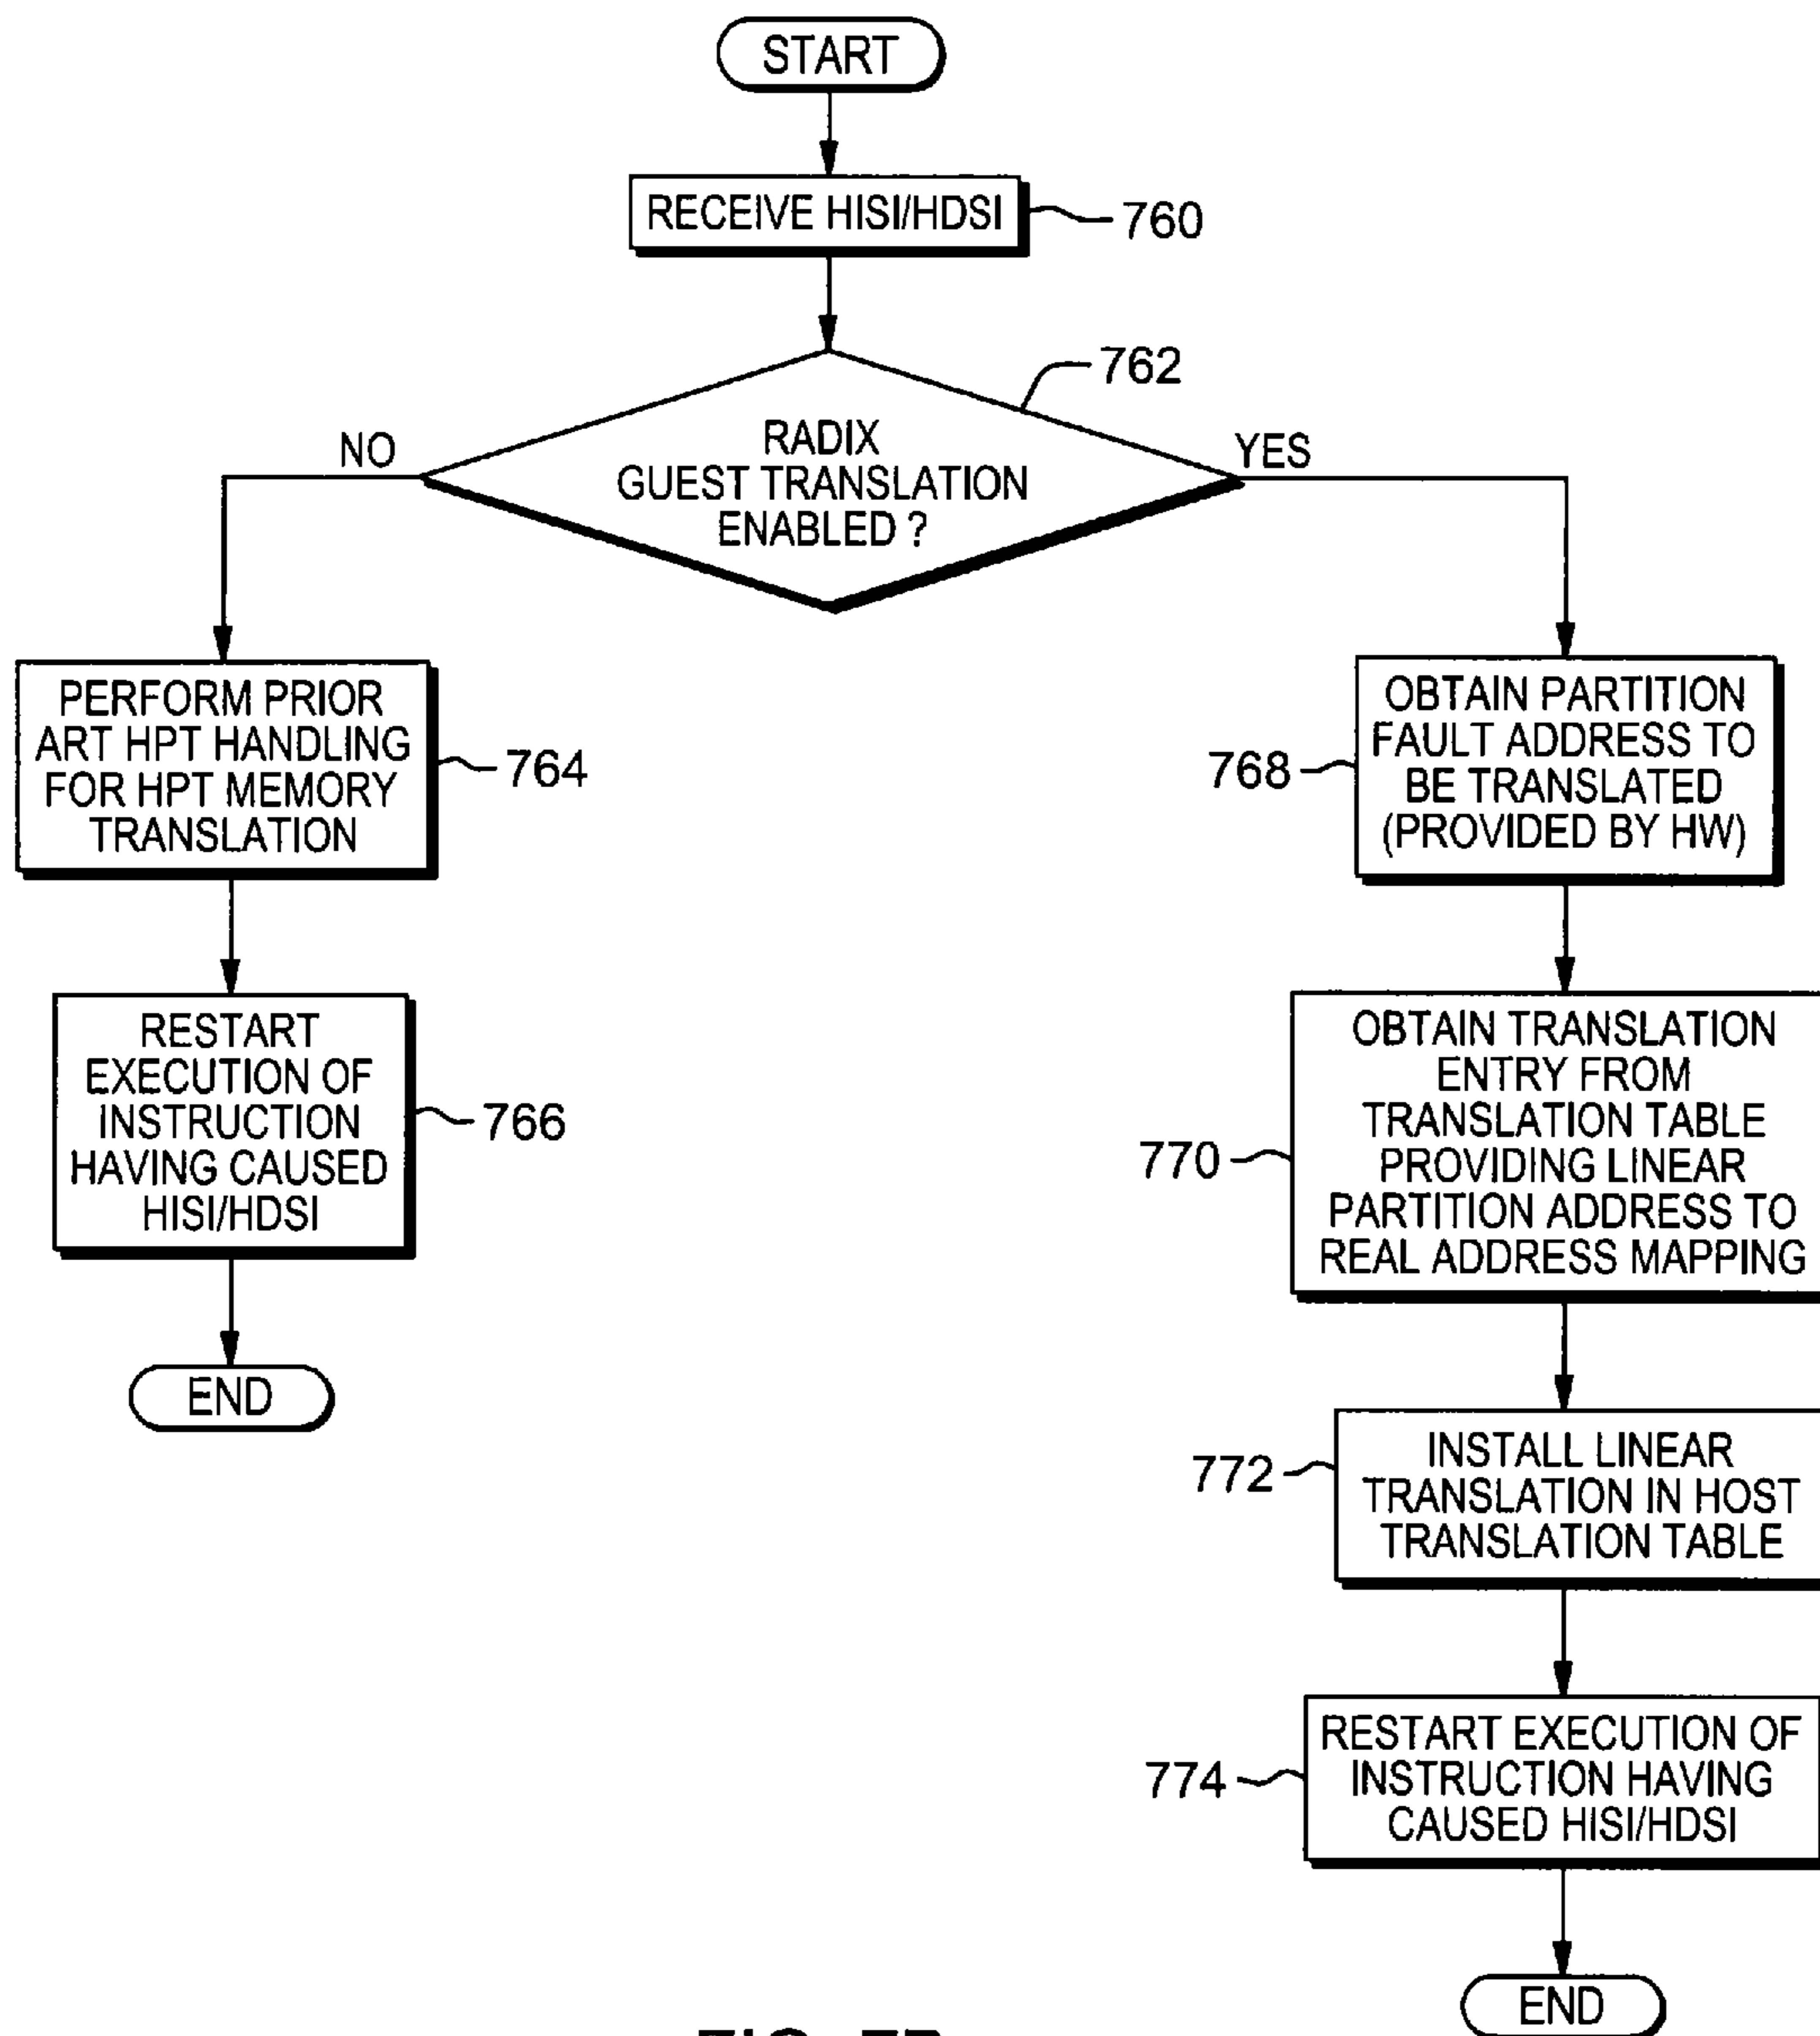 START
RECEIVE HISI/HDSI
760
762
RADIX
GUEST TRANSLATION
ENABLED ?
NO
YES
PERFORM PRIOR
ART HPT HANDLING
FOR HPT MEMORY
TRANSLATION
764
RESTART
EXECUTION OF
INSTRUCTION
HAVING CAUSED
HISI/HDSI
766
END
OBTAIN PARTITION
FAULT ADDRESS TO
BE TRANSLATED
(PROVIDED BY HW)
768
OBTAIN TRANSLATION
ENTRY FROM
TRANSLATION TABLE
PROVIDING LINEAR
PARTITION ADDRESS TO
REAL ADDRESS MAPPING
770
INSTALL LINEAR
TRANSLATION IN HOST
TRANSLATION TABLE
772
RESTART EXECUTION OF
INSTRUCTION HAVING
CAUSED HISI/HDSI
774
END